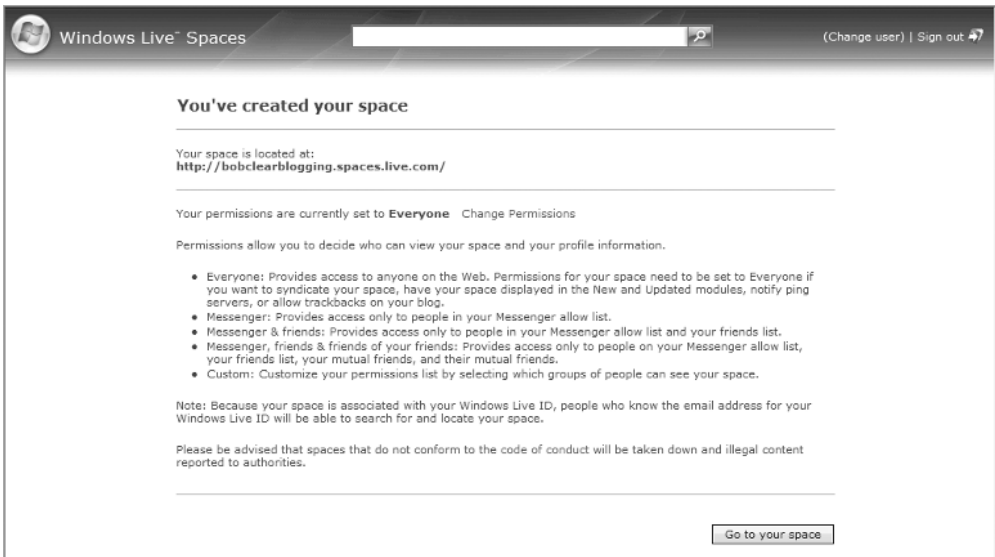 Windows Live™ Spaces
(Change user) | Sign out
You've created your space
Your space is located at:
http://bobclearblogging.spaces.live.com/
Your permissions are currently set to Everyone Change Permissions
Permissions allow you to decide who can view your space and your profile information.
• Everyone: Provides access to anyone on the Web. Permissions for your space need to be set to Everyone if
you want to syndicate your space, have your space displayed in the New and Updated modules, notify ping
servers, or allow trackbacks on your blog.
• Messenger: Provides access only to people in your Messenger allow list.
• Messenger & friends: Provides access only to people in your Messenger allow list and your friends list.
• Messenger, friends & friends of your friends: Provides access only to people on your Messenger allow list,
your friends list, your mutual friends, and their mutual friends.
• Custom: Customize your permissions list by selecting which groups of people can see your space.
Note: Because your space is associated with your Windows Live ID, people who know the email address for your
Windows Live ID will be able to search for and locate your space.
Please be advised that spaces that do not conform to the code of conduct will be taken down and illegal content
reported to authorities.
Go to your space